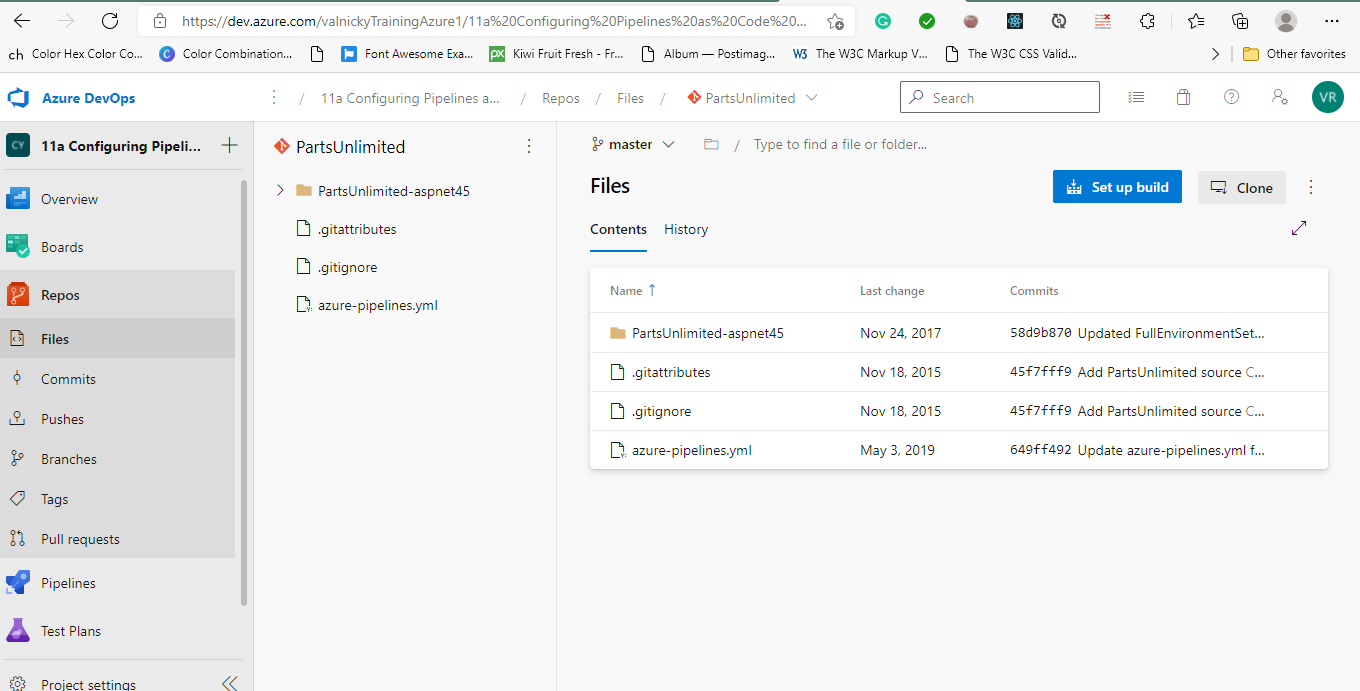 https://dev.azure.com/valnickyTrainingAzure1/11a%20Configuring%20Pipelines%20as%20Code%20...
ch Color Hex Color Co... Color Combination... Font Awesome Exa... Kiwi Fruit Fresh - Fr... Album — Postimag... W3 The W3C Markup V... The W3C CSS Valid... Other favorites
Azure DevOps / 11a Configuring Pipelines a... / Repos / Files / PartsUnlimited Search VR
CY 11a Configuring Pipeli...
Overview
Boards
Repos
Files
Commits
Pushes
Branches
Tags
Pull requests
Pipelines
Test Plans
Project settings
PartsUnlimited
PartsUnlimited-aspnet45
.gitattributes
.gitignore
azure-pipelines.yml
master / Type to find a file or folder...
Files Set up build Clone
Contents History
Name Last change Commits
PartsUnlimited-aspnet45 Nov 24, 2017 58d9b870 Updated FullEnvironmentSet...
.gitattributes Nov 18, 2015 45f7fff9 Add PartsUnlimited source C...
.gitignore Nov 18, 2015 45f7fff9 Add PartsUnlimited source C...
azure-pipelines.yml May 3, 2019 649ff492 Update azure-pipelines.yml f...